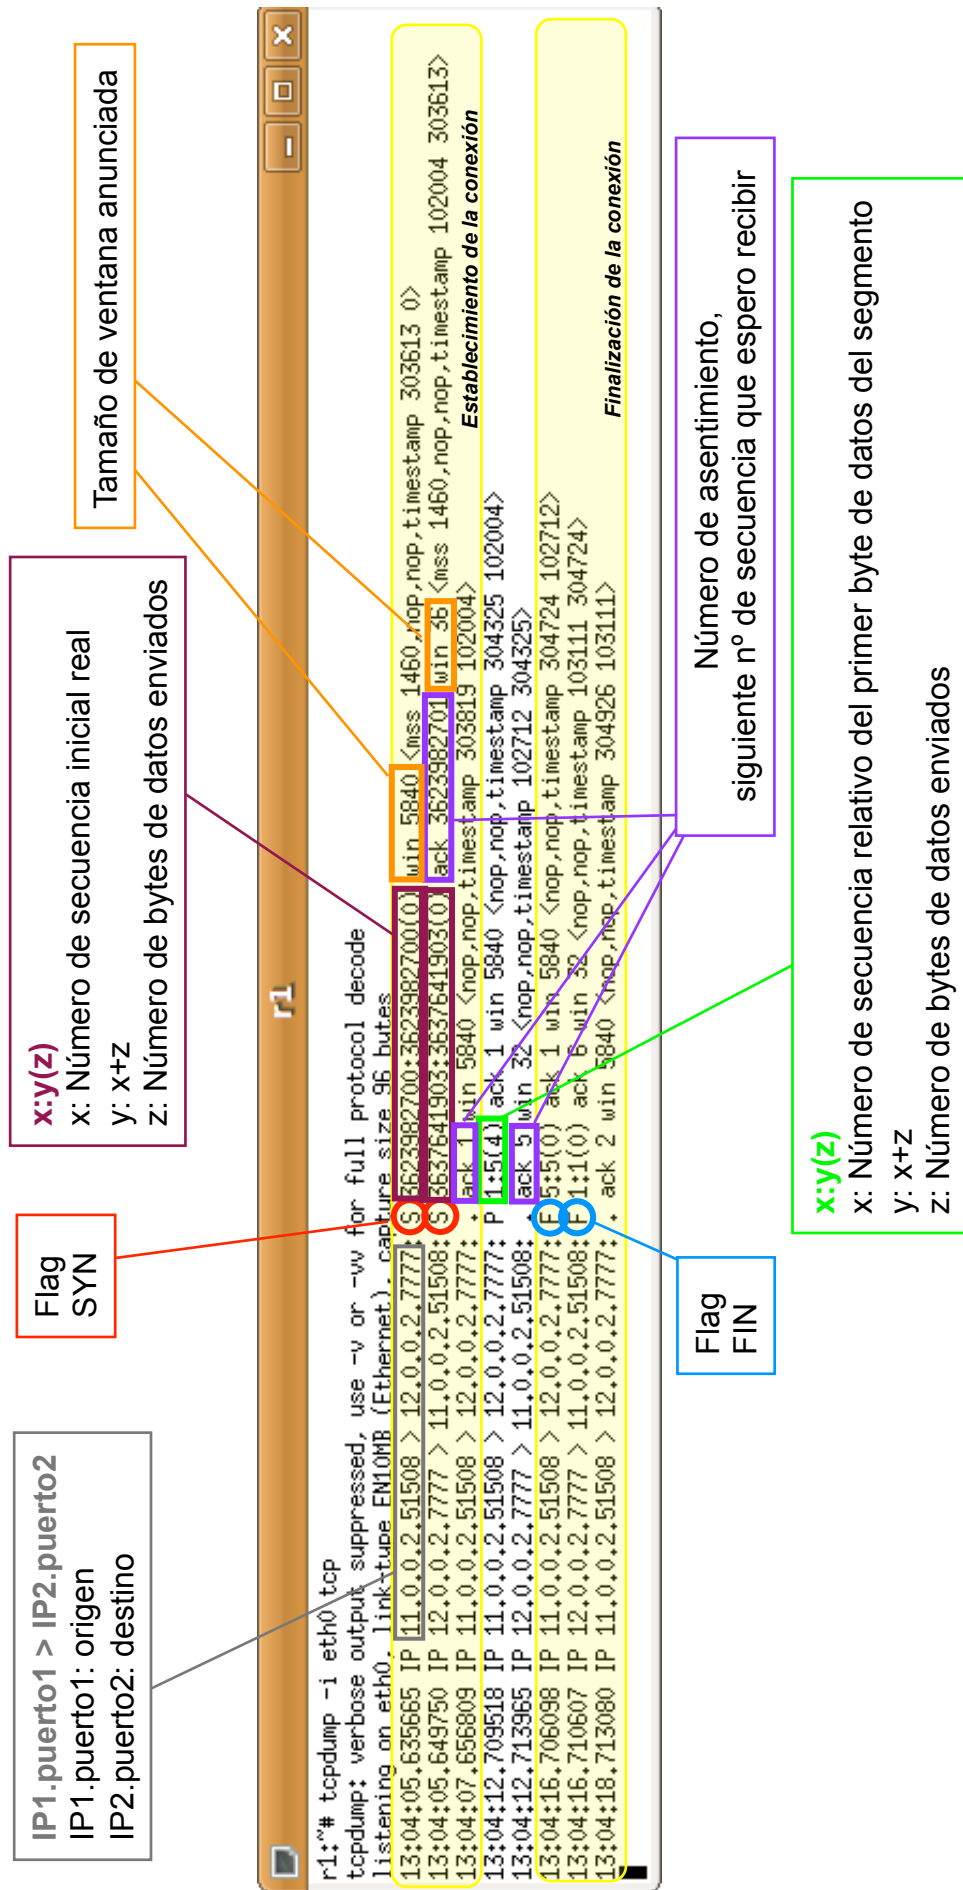 IP1.puerto1 > IP2.puerto2
IP1.puerto1: origen
IP2.puerto2: destino
Flag
SYN
x:y(z)
x: Número de secuencia inicial real
y: x+z
z: Número de bytes de datos enviados
Tamaño de ventana anunciada
r1
r1:~# tcpdump -i eth0 tcp
tcpdump: verbose output suppressed, use -v or -vv for full protocol decode
listening on eth0, link-type EN10MB (Ethernet), capture size 96 bytes
13:04:05.635665 IP 11.0.0.2.51508 > 12.0.0.2.7777: S 3623982700:3623982700(0) win 5840 <mss 1460,nop,nop,timestamp 303613 0>
13:04:05.649750 IP 12.0.0.2.7777 > 11.0.0.2.51508: S 3637641903:3637641903(0) ack 3623982701 win 36 <mss 1460,nop,nop,timestamp 102004 303613>
13:04:07.656809 IP 11.0.0.2.51508 > 12.0.0.2.7777: . ack 1 win 5840 <nop,nop,timestamp 303819 102004>
Establecimiento de la conexión
13:04:12.709518 IP 11.0.0.2.51508 > 12.0.0.2.7777: P 1:5(4) ack 1 win 5840 <nop,nop,timestamp 304325 102004>
13:04:12.713965 IP 12.0.0.2.7777 > 11.0.0.2.51508: . ack 5 win 32 <nop,nop,timestamp 102712 304325>
13:04:16.706098 IP 11.0.0.2.51508 > 12.0.0.2.7777: F 5:5(0) ack 1 win 5840 <nop,nop,timestamp 304724 102712>
13:04:16.710607 IP 12.0.0.2.7777 > 11.0.0.2.51508: F 1:1(0) ack 6 win 32 <nop,nop,timestamp 103111 304724>
13:04:18.713080 IP 11.0.0.2.51508 > 12.0.0.2.7777: . ack 2 win 5840 <nop,nop,timestamp 304926 103111>
Finalización de la conexión
Flag
FIN
Número de asentimiento,
siguiente nº de secuencia que espero recibir
x:y(z)
x: Número de secuencia relativo del primer byte de datos del segmento
y: x+z
z: Número de bytes de datos enviados